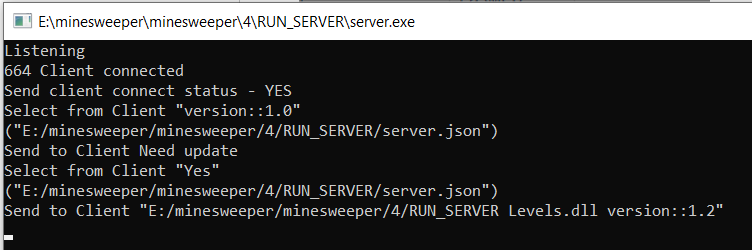 E:\minesweeper\minesweeper\4\RUN_SERVER\server.exe
Listening
664 Client connected
Send client connect status - YES
Select from Client "version::1.0"
("E:/minesweeper/minesweeper/4/RUN_SERVER/server.json")
Send to Client Need update
Select from Client "Yes"
("E:/minesweeper/minesweeper/4/RUN_SERVER/server.json")
Send to Client "E:/minesweeper/minesweeper/4/RUN_SERVER Levels.dll version::1.2"